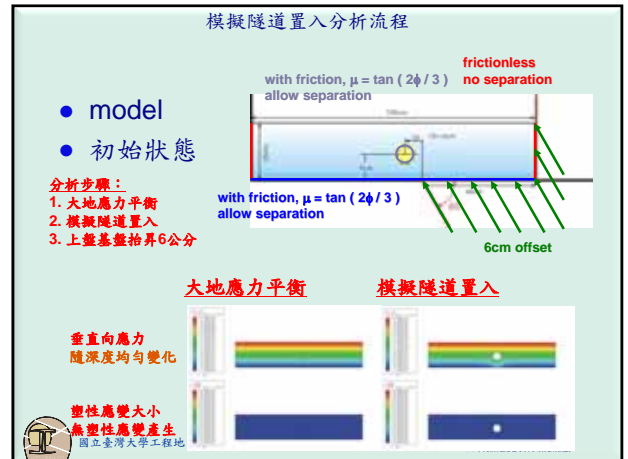 模擬隧道置入分析流程
frictionless
no separation
with friction, μ = tan ( 2ϕ / 3 )
allow separation
● model
● 初始狀態
分析步驟：
1. 大地應力平衡
2. 模擬隧道置入
3. 上盤基盤抬昇6公分
with friction, μ = tan ( 2ϕ / 3 )
allow separation
6cm offset
大地應力平衡
模擬隧道置入
垂直向應力
隨深度均勻變化
塑性應變大小
無塑性應變產生
國立臺灣大學工程地